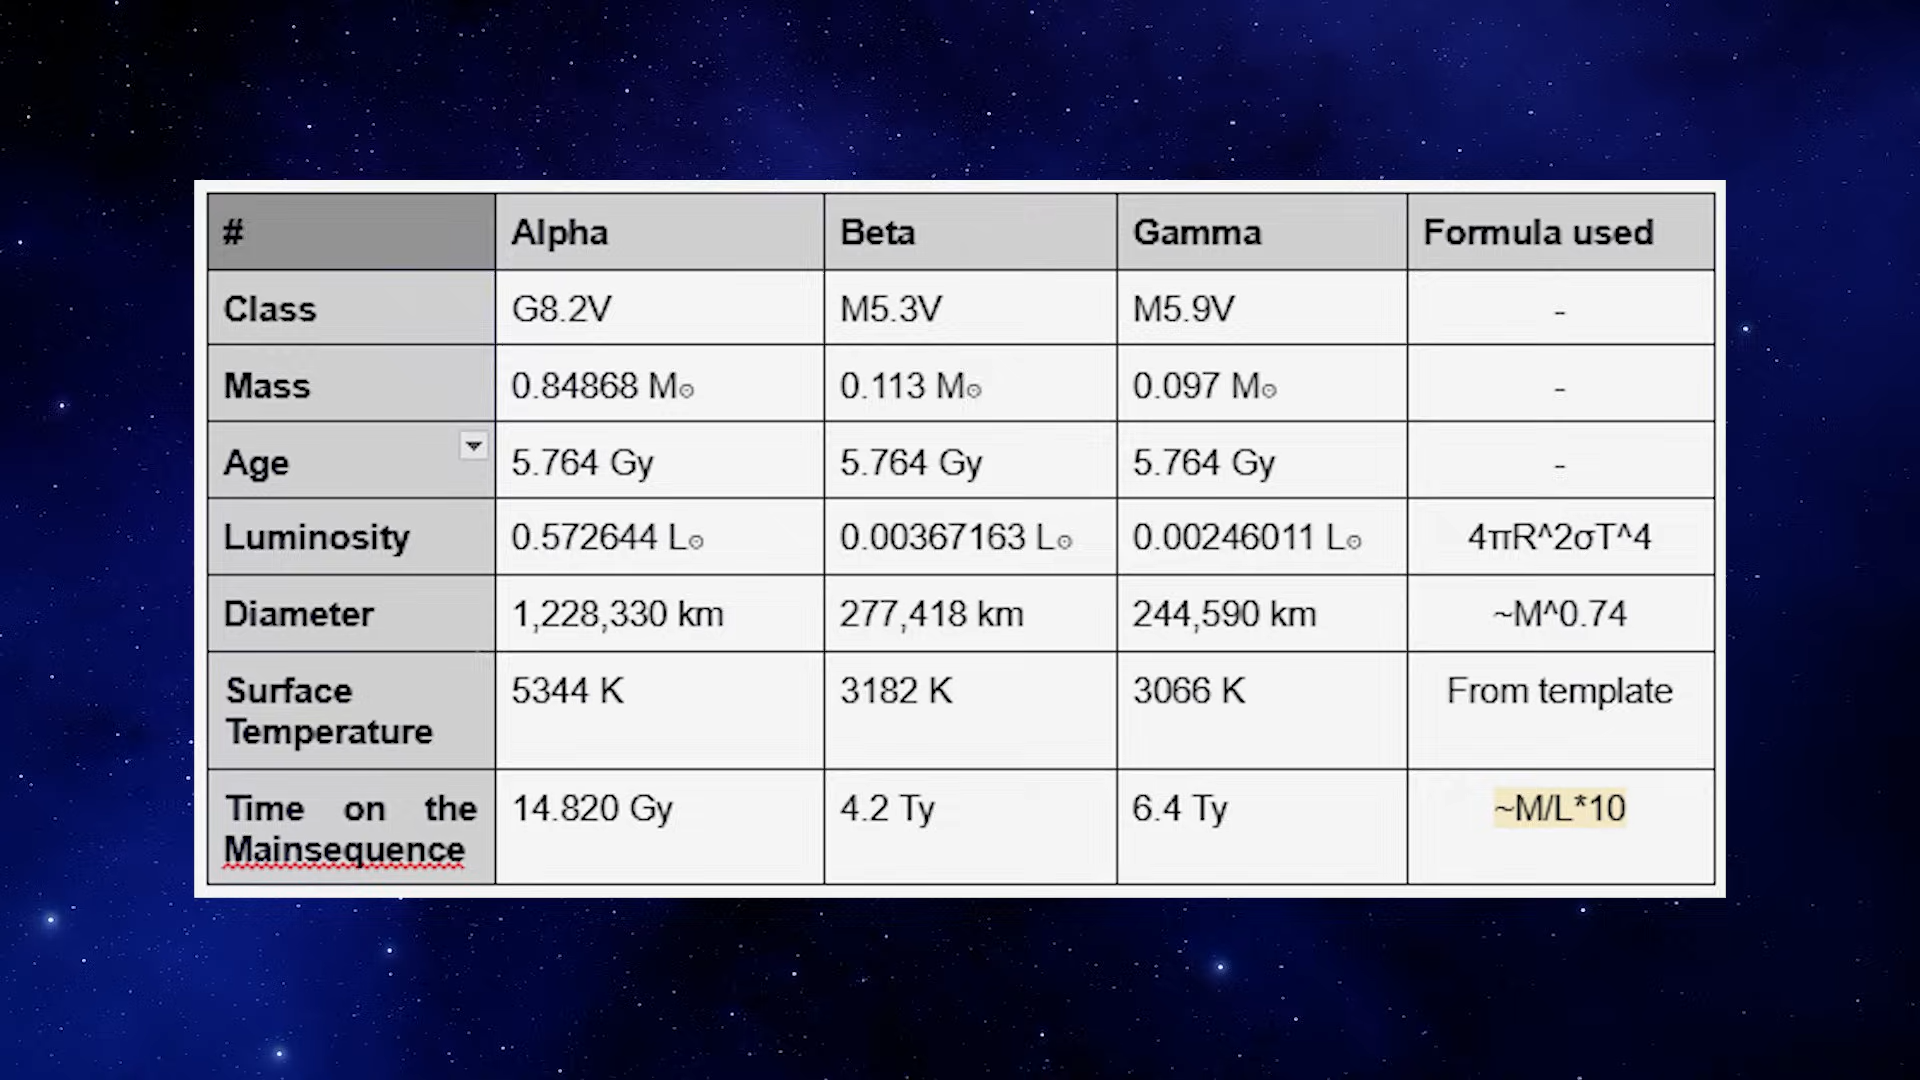 # Alpha Beta Gamma Formula used
Class G8.2V M5.3V M5.9V -
Mass 0.84868 M☉ 0.113 M☉ 0.097 M☉ -
Age 5.764 Gy 5.764 Gy 5.764 Gy -
Luminosity 0.572644 L☉ 0.00367163 L☉ 0.00246011 L☉ 4πR^2σT^4
Diameter 1,228,330 km 277,418 km 244,590 km ~M^0.74
Surface 5344 K 3182 K 3066 K From template
Temperature
Time on the 14.820 Gy 4.2 Ty 6.4 Ty ~M/L*10
Mainsequence